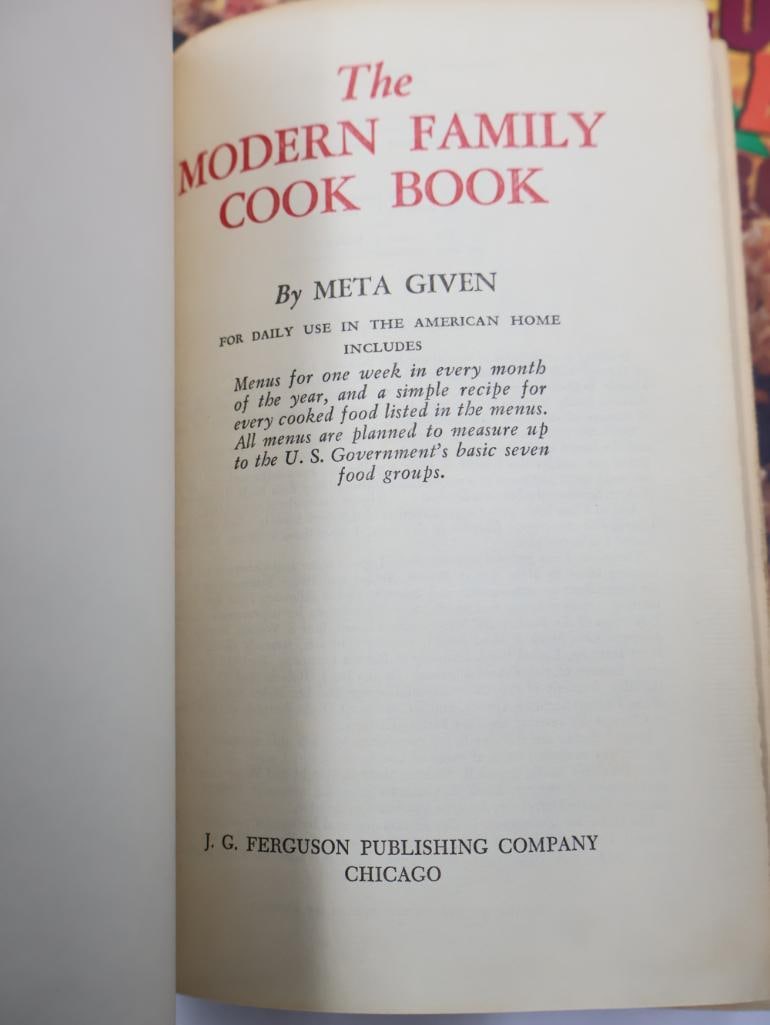 The
MODERN FAMILY
COOK BOOK
By META GIVEN
FOR DAILY USE IN THE AMERICAN HOME
INCLUDES
Menus for one week in every month
of the year, and a simple recipe for
every cooked food listed in the menus.
All menus are planned to measure up
to the U. S. Government's basic seven
food groups.
J. G. FERGUSON PUBLISHING COMPANY
CHICAGO